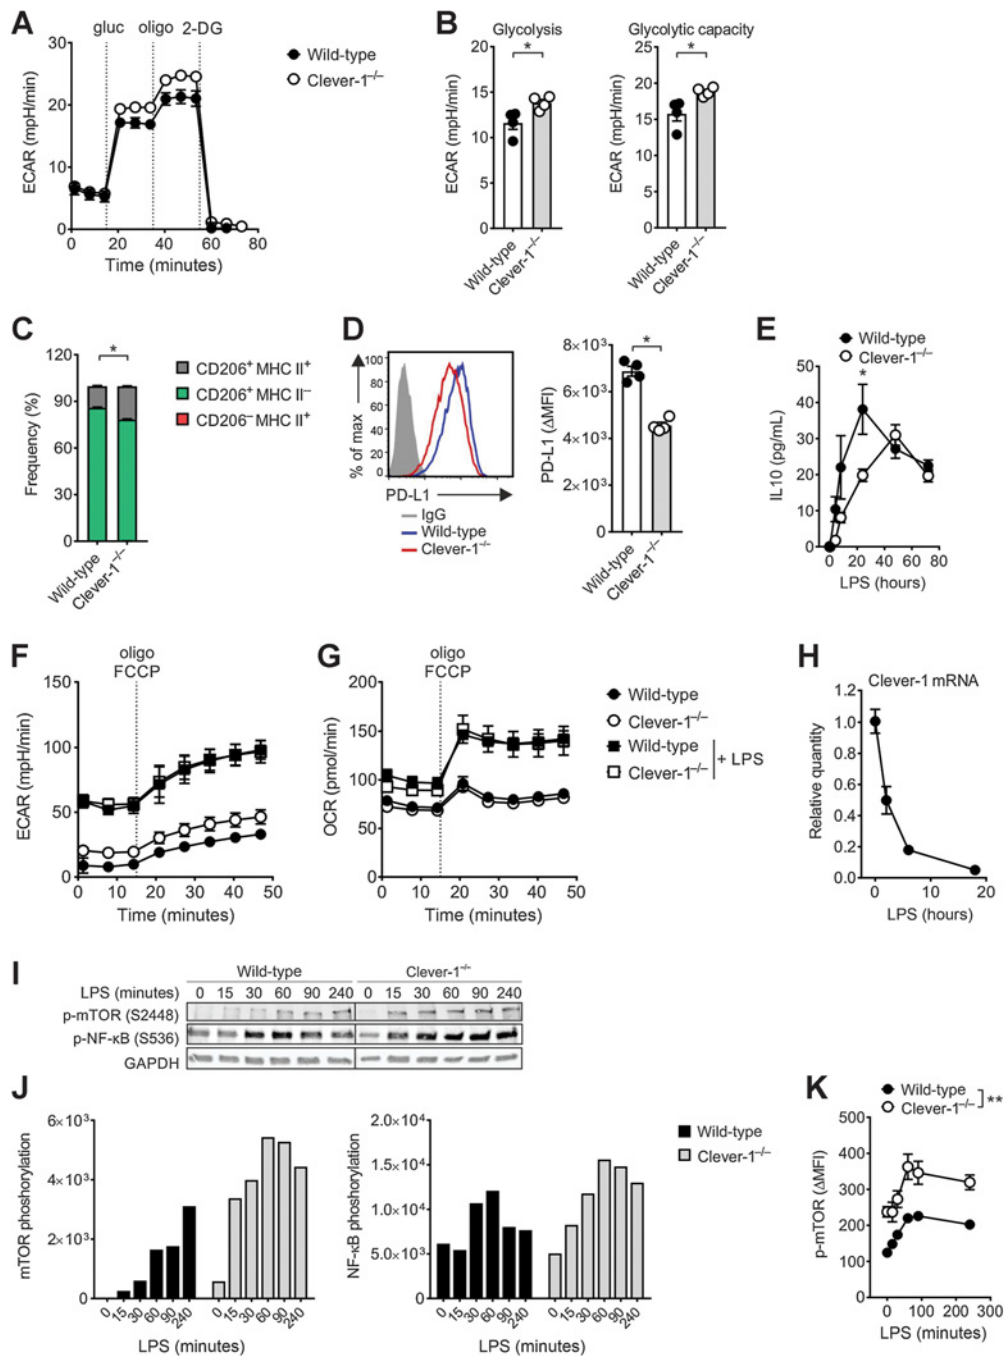 A
gluc oligo 2-DG
Wild-type
Clever-1–/–
ECAR (mpH/min)
30
20
10
0
0 20 40 60 80
Time (minutes)
B
Glycolysis
*
ECAR (mpH/min)
20
15
10
5
0
Wild-type
Clever-1–/–
Glycolytic capacity
*
ECAR (mpH/min)
25
20
15
10
5
0
Wild-type
Clever-1–/–
C
*
Frequency (%)
120
90
60
30
0
Wild-type
Clever-1–/–
CD206+ MHC II+
CD206+ MHC II–
CD206– MHC II+
D
% of max
100
80
60
40
20
0
PD-L1
IgG
Wild-type
Clever-1–/–
PD-L1 (ΔMFI)
8×10³
6×10³
4×10³
2×10³
0
*
Wild-type
Clever-1–/–
E
Wild-type
Clever-1–/–
*
IL10 (pg/mL)
50
40
30
20
10
0
0 20 40 60 80
LPS (hours)
F
oligo
FCCP
ECAR (mpH/min)
150
100
50
0
0 10 20 30 40 50
Time (minutes)
G
oligo
FCCP
OCR (pmol/min)
200
150
100
50
0
0 10 20 30 40 50
Time (minutes)
Wild-type
Clever-1–/–
Wild-type
Clever-1–/–
+ LPS
H
Clever-1 mRNA
Relative quantity
1.2
1.0
0.8
0.6
0.4
0.2
0.0
0 10 20
LPS (hours)
I
Wild-type Clever-1–/–
LPS (minutes) 0 15 30 60 90 240 0 15 30 60 90 240
p-mTOR (S2448)
p-NF-κB (S536)
GAPDH
J
mTOR phosphorylation
6×10³
4×10³
2×10³
0
0 15 30 60 90 240 0 15 30 60 90 240
LPS (minutes)
NF-κB phoshorylation
2.0×10⁴
1.5×10⁴
1.0×10⁴
5.0×10³
0
0 15 30 60 90 240 0 15 30 60 90 240
LPS (minutes)
Wild-type
Clever-1–/–
K
Wild-type
Clever-1–/–
**
p-mTOR (ΔMFI)
500
400
300
200
100
0
0 100 200 300
LPS (minutes)